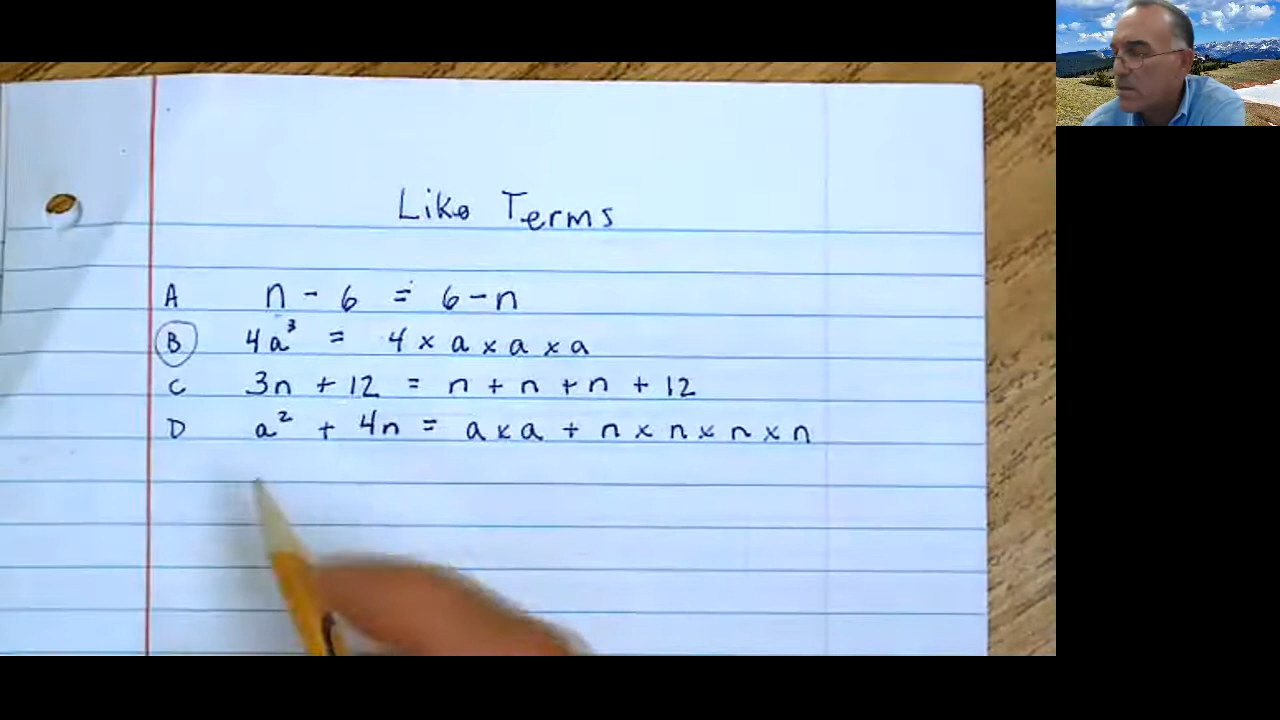 Like Terms
A n - 6 = 6 - n
B 4a³ = 4 × a × a × a
C 3n + 12 = n + n + n + 12
D a² + 4n = a × a + n × n × n × n